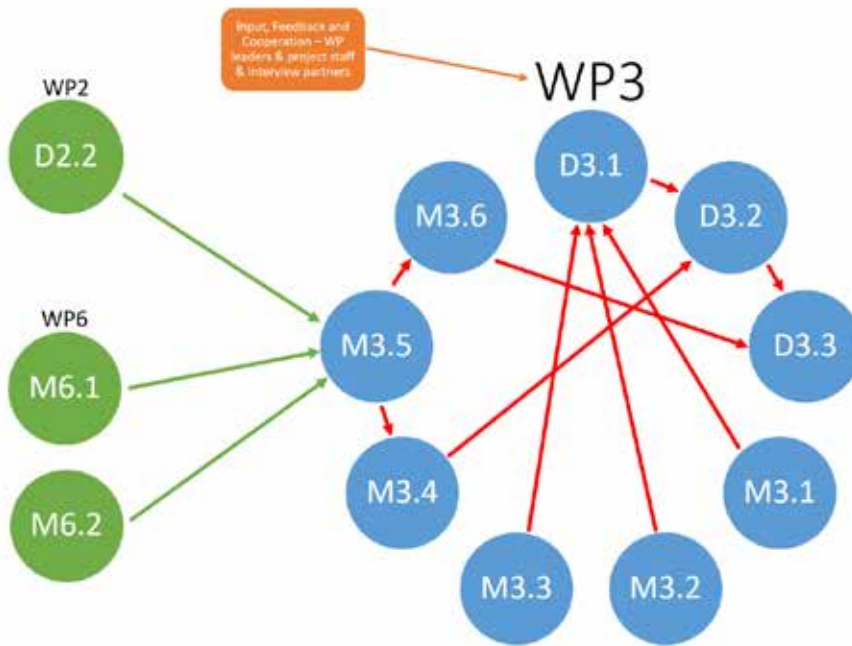 Input, Feedback and
Cooperation – WP
leaders & project staff
& interview partners
WP3
WP2
D2.2
D3.1
D3.2
M3.6
WP6
M6.1
M3.5
D3.3
M6.2
M3.4
M3.1
M3.3
M3.2